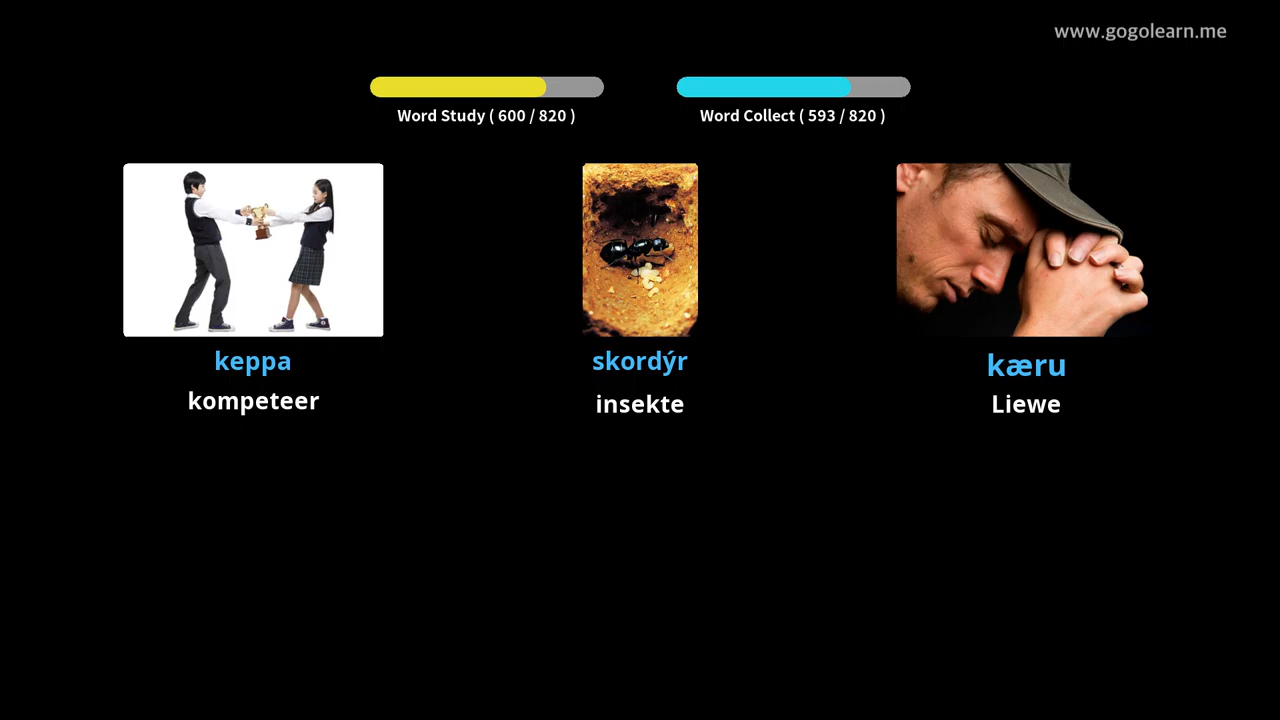 www.gogolearn.me
Word Study ( 600 / 820 )
Word Collect ( 593 / 820 )
keppa
skordýr
kæru
kompeteer
insekte
Liewe